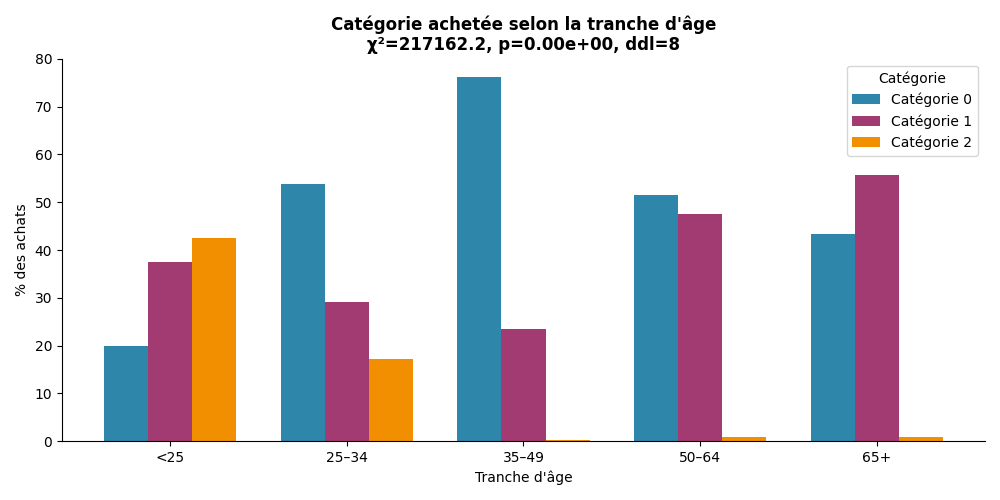 Catégorie achetée selon la tranche d'âge
χ²=217162.2, p=0.00e+00, ddl=8
Catégorie
Catégorie 0
Catégorie 1
Catégorie 2
% des achats
80
70
60
50
40
30
20
10
0
<25
25–34
35–49
50–64
65+
Tranche d'âge